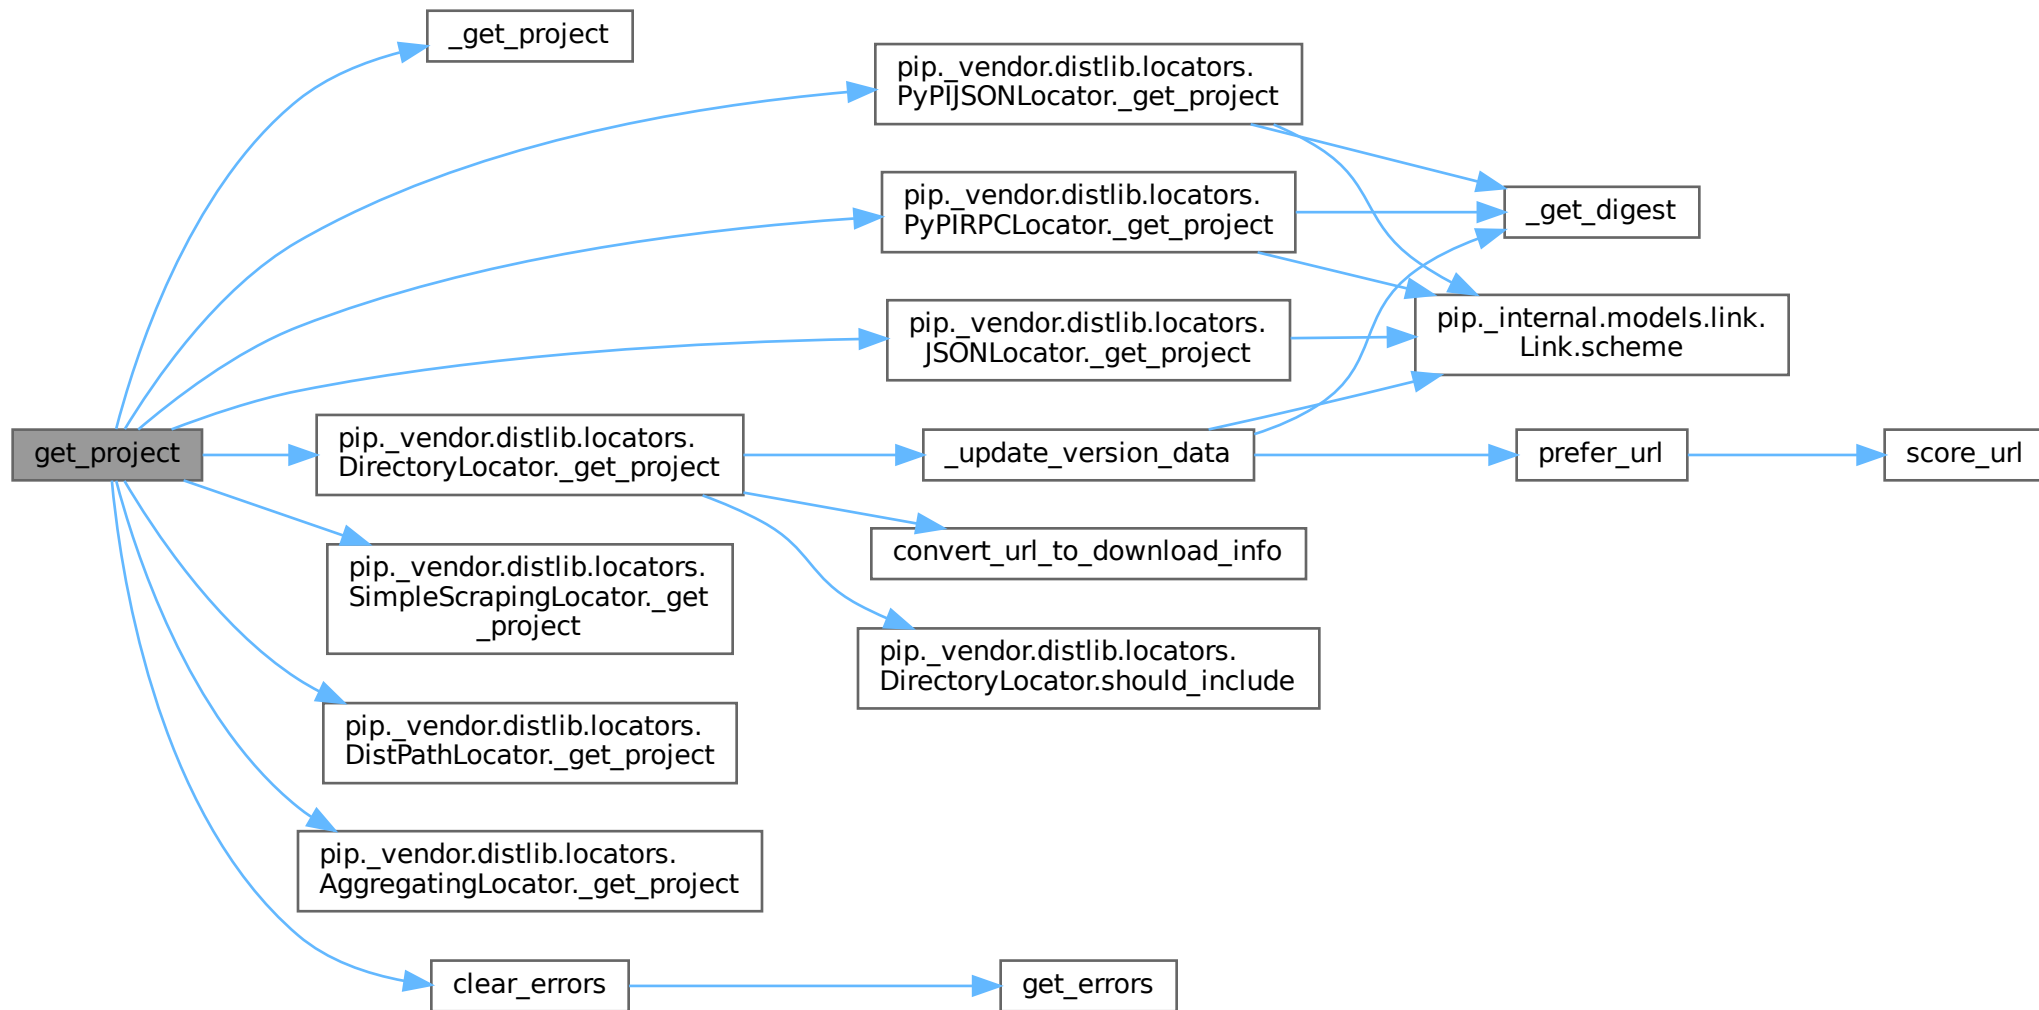 _get_project
pip._vendor.distlib.locators.
PyPIJSONLocator._get_project
pip._vendor.distlib.locators.
PyPIRPCLocator._get_project
_get_digest
pip._vendor.distlib.locators.
JSONLocator._get_project
pip._internal.models.link.
Link.scheme
get_project
pip._vendor.distlib.locators.
DirectoryLocator._get_project
_update_version_data
prefer_url
score_url
convert_url_to_download_info
pip._vendor.distlib.locators.
SimpleScrapingLocator._get
_project
pip._vendor.distlib.locators.
DirectoryLocator.should_include
pip._vendor.distlib.locators.
DistPathLocator._get_project
pip._vendor.distlib.locators.
AggregatingLocator._get_project
clear_errors
get_errors